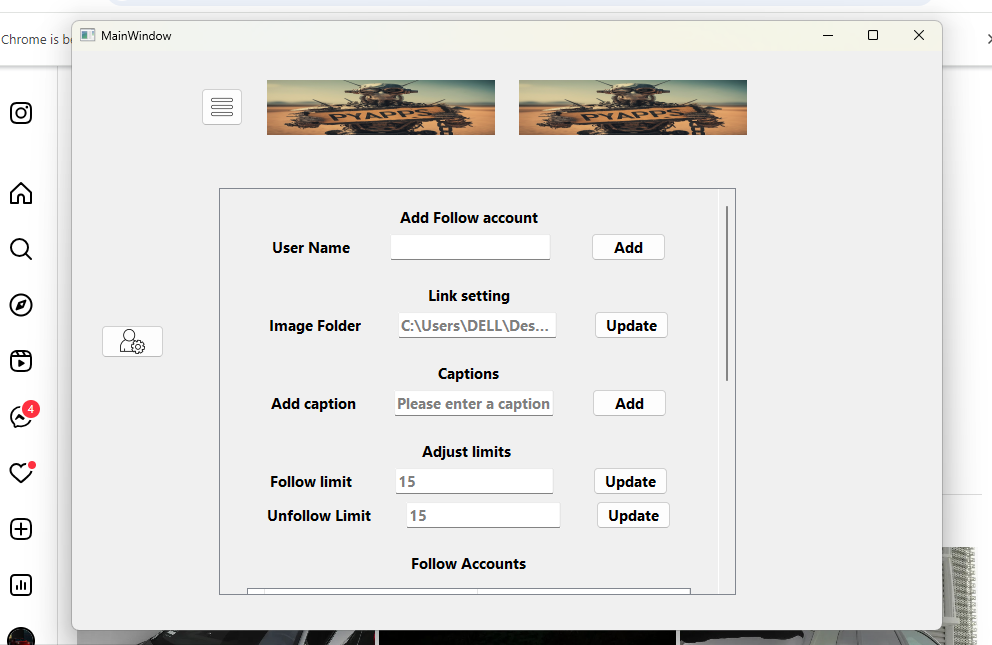 Chrome is be
MainWindow
PYAPPS PYAPPS
Add Follow account
User Name Add
Link setting
Image Folder C:\Users\DELL\Des... Update
Captions
Add caption Please enter a caption Add
4
Adjust limits
Follow limit 15 Update
Unfollow Limit 15 Update
Follow Accounts